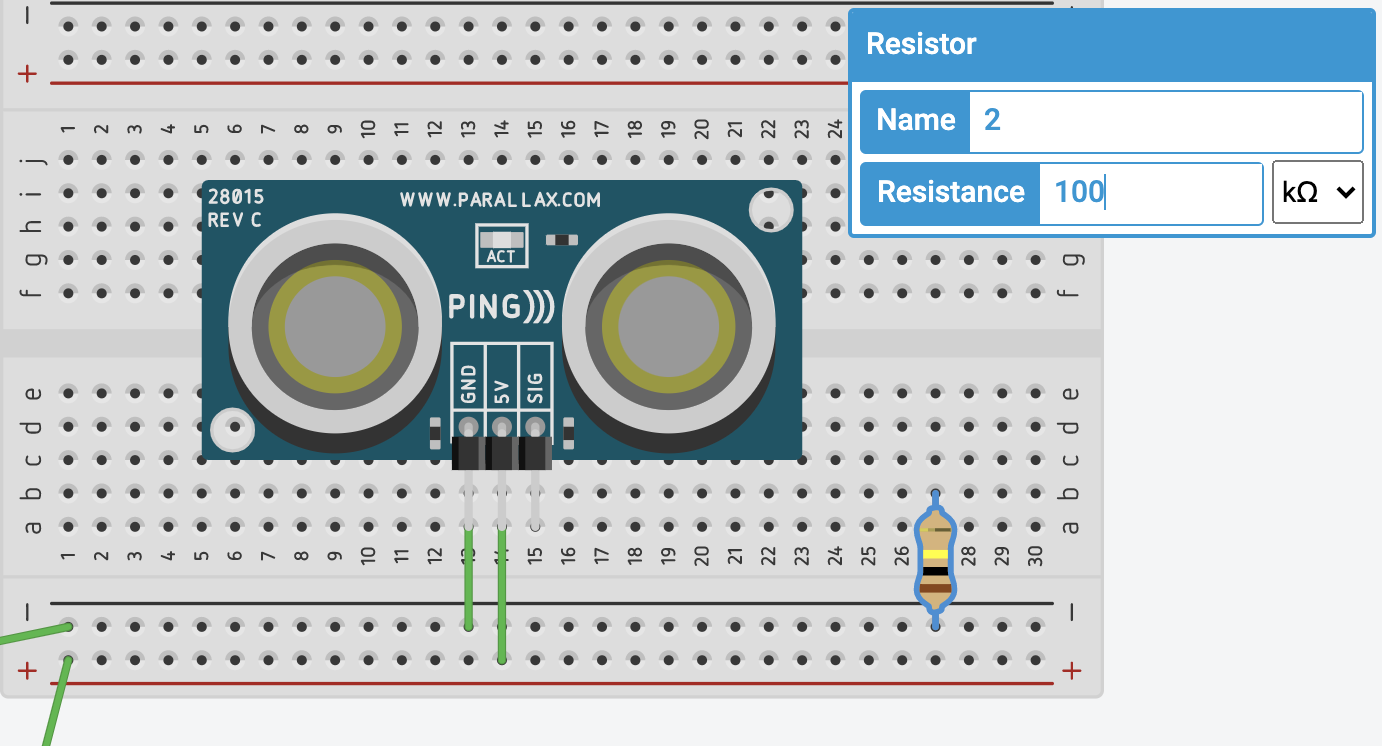 −
+
1 2 3 4 5 6 7 8 9 10 11 12 13 14 15 16 17 18 19 20 21 22 23 24
j
i
h
g g
f f
28015
REV C
WWW.PARALLAX.COM
ACT
PING)))
GND 5V SIG
e e
d d
c c
b b
a a
1 2 3 4 5 6 7 8 9 10 11 12 13 14 15 16 17 18 19 20 21 22 23 24 25 26 28 29 30
− −
+ +
Resistor
Name 2
Resistance 100 kΩ